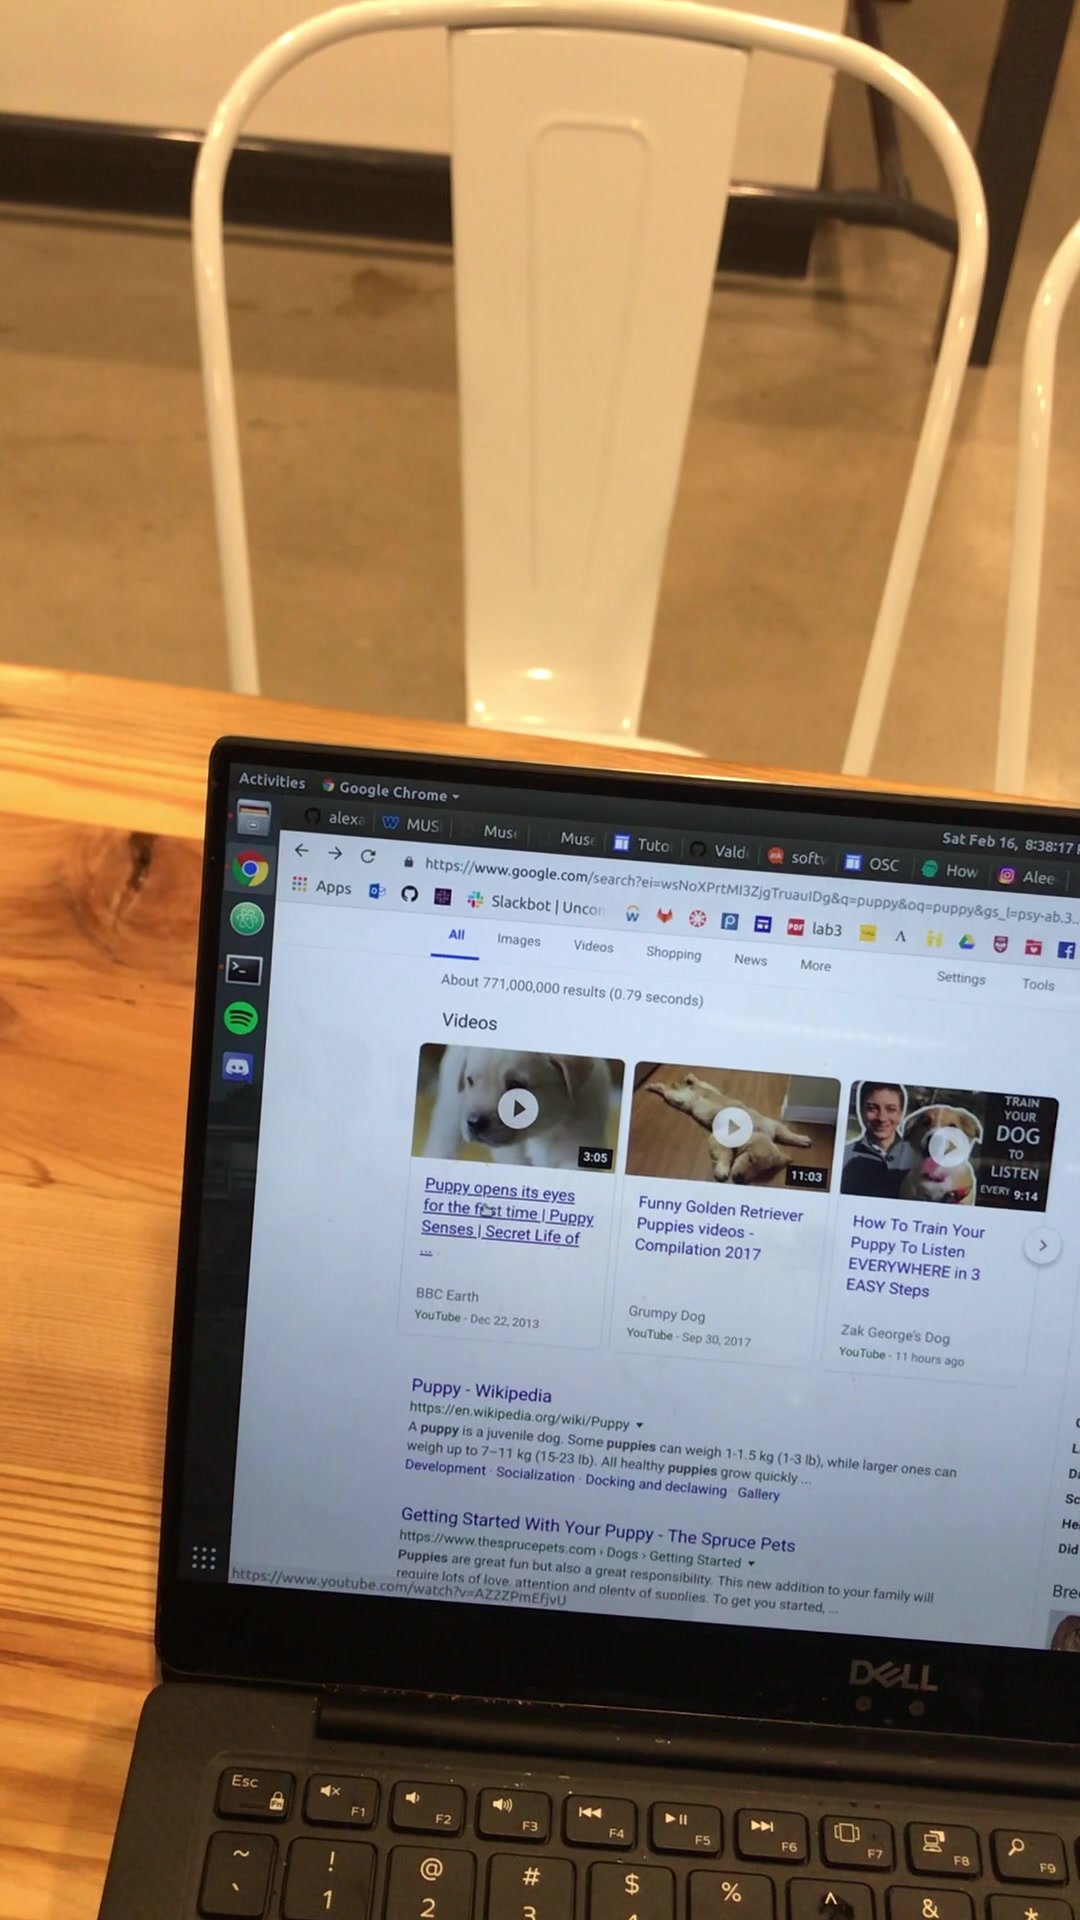 Activities Google Chrome
Sat Feb 16, 8:38:17
alexa MUS Muse Muse Tuto Vald softw OSC How Alee
https://www.google.com/search?ei=wsNoXPrtMI3ZjgTruauIDg&q=puppy&oq=puppy&gs_l=psy-ab.3...
Apps Slackbot | Uncon lab3
All Images Videos Shopping News More Settings Tools
About 771,000,000 results (0.79 seconds)
Videos
3:05
Puppy opens its eyes
for the first time | Puppy
Senses | Secret Life of
...
BBC Earth
YouTube - Dec 22, 2013
11:03
Funny Golden Retriever
Puppies videos -
Compilation 2017
Grumpy Dog
YouTube - Sep 30, 2017
TRAIN
YOUR
DOG
TO
LISTEN
EVERY
9:14
How To Train Your
Puppy To Listen
EVERYWHERE in 3
EASY Steps
Zak George's Dog
YouTube - 11 hours ago
Puppy - Wikipedia
https://en.wikipedia.org/wiki/Puppy
A puppy is a juvenile dog. Some puppies can weigh 1-1.5 kg (1-3 lb), while larger ones can
weigh up to 7–11 kg (15-23 lb). All healthy puppies grow quickly ...
Development · Socialization · Docking and declawing · Gallery
Getting Started With Your Puppy - The Spruce Pets
https://www.thesprucepets.com › Dogs › Getting Started
Puppies are great fun but also a great responsibility. This new addition to your family will
require lots of love, attention and plenty of supplies. To get you started, ...
https://www.youtube.com/watch?v=AZ2ZPmEfjvU
Did
Bree
DELL
Esc F1 F2 F3 F4 F5 F6 F7 F8 F9
~ ! @ # $ % ^ & *
` 1 2 3